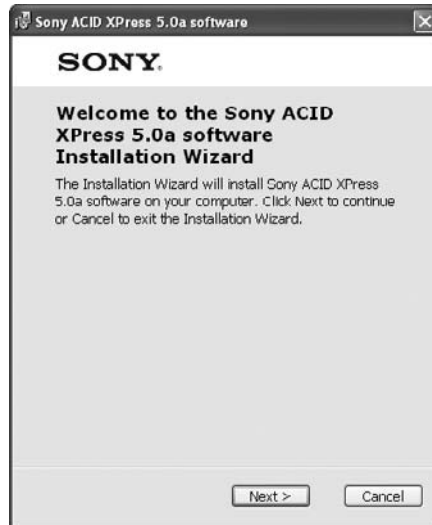 Sony ACID XPress 5.0a software
SONY.
Welcome to the Sony ACID
XPress 5.0a software
Installation Wizard
The Installation Wizard will install Sony ACID XPress
5.0a software on your computer. Click Next to continue
or Cancel to exit the Installation Wizard.
Next >
Cancel